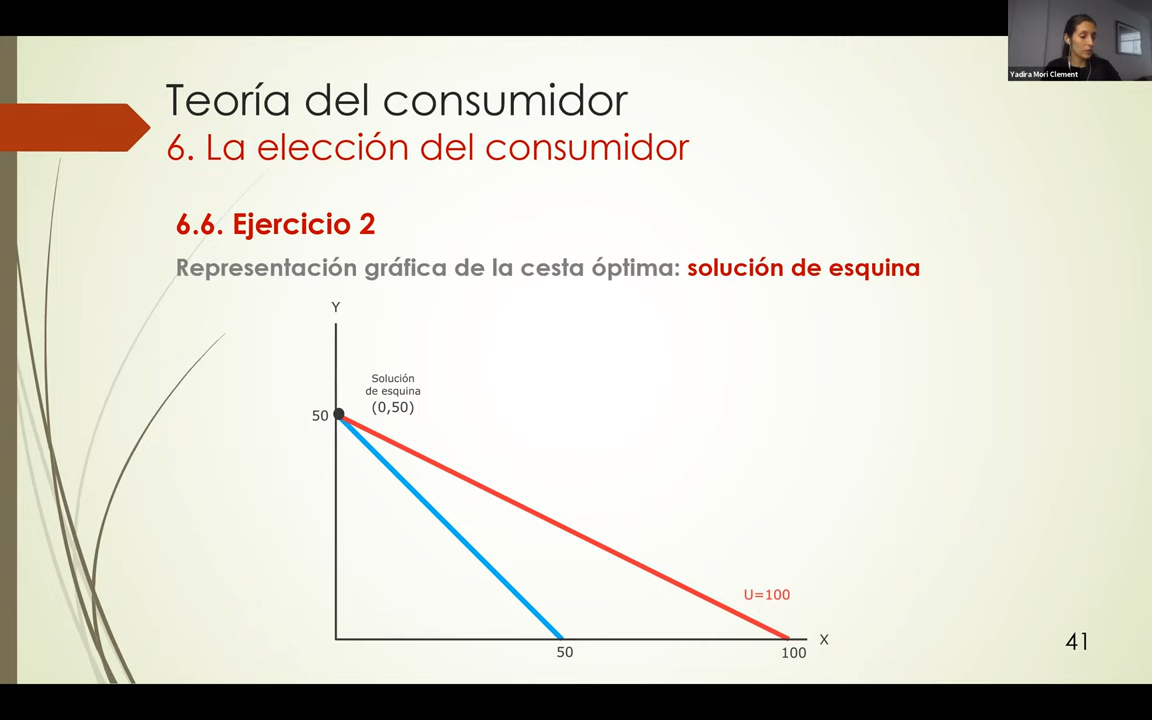 Yadira Mori Clement
Teoría del consumidor
6. La elección del consumidor
6.6. Ejercicio 2
Representación gráfica de la cesta óptima: solución de esquina
Y
Solución
de esquina
(0,50)
50
U=100
X
50
100
41